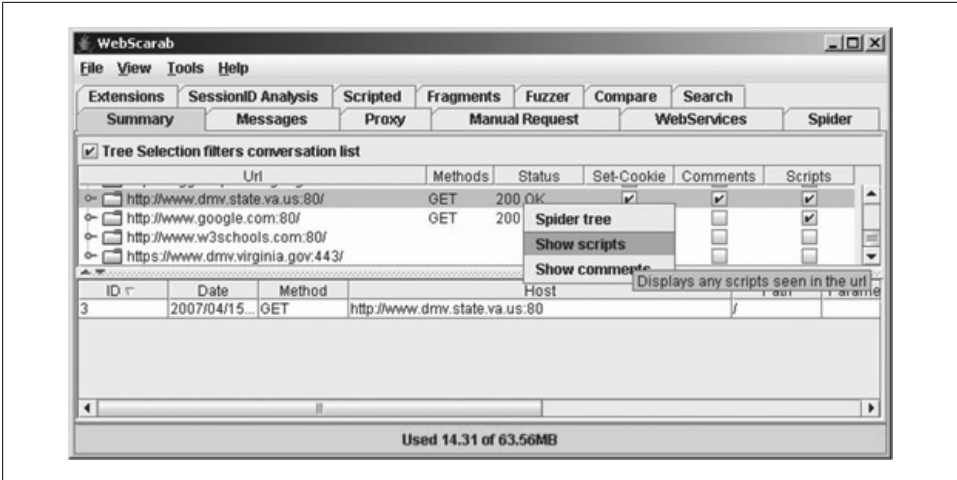 WebScarab
File View Tools Help
Extensions SessionID Analysis Scripted Fragments Fuzzer Compare Search
Summary Messages Proxy Manual Request WebServices Spider
Tree Selection filters conversation list
Url Methods Status Set-Cookie Comments Scripts
http://www.dmv.state.va.us:80/ GET 200 OK
http://www.google.com:80/ GET 200
http://www.w3schools.com:80/
https://www.dmv.virginia.gov:443/
Spider tree
Show scripts
Show comments
Displays any scripts seen in the url
ID Date Method Host Path Parame
3 2007/04/15... GET http://www.dmv.state.va.us:80 /
Used 14.31 of 63.56MB